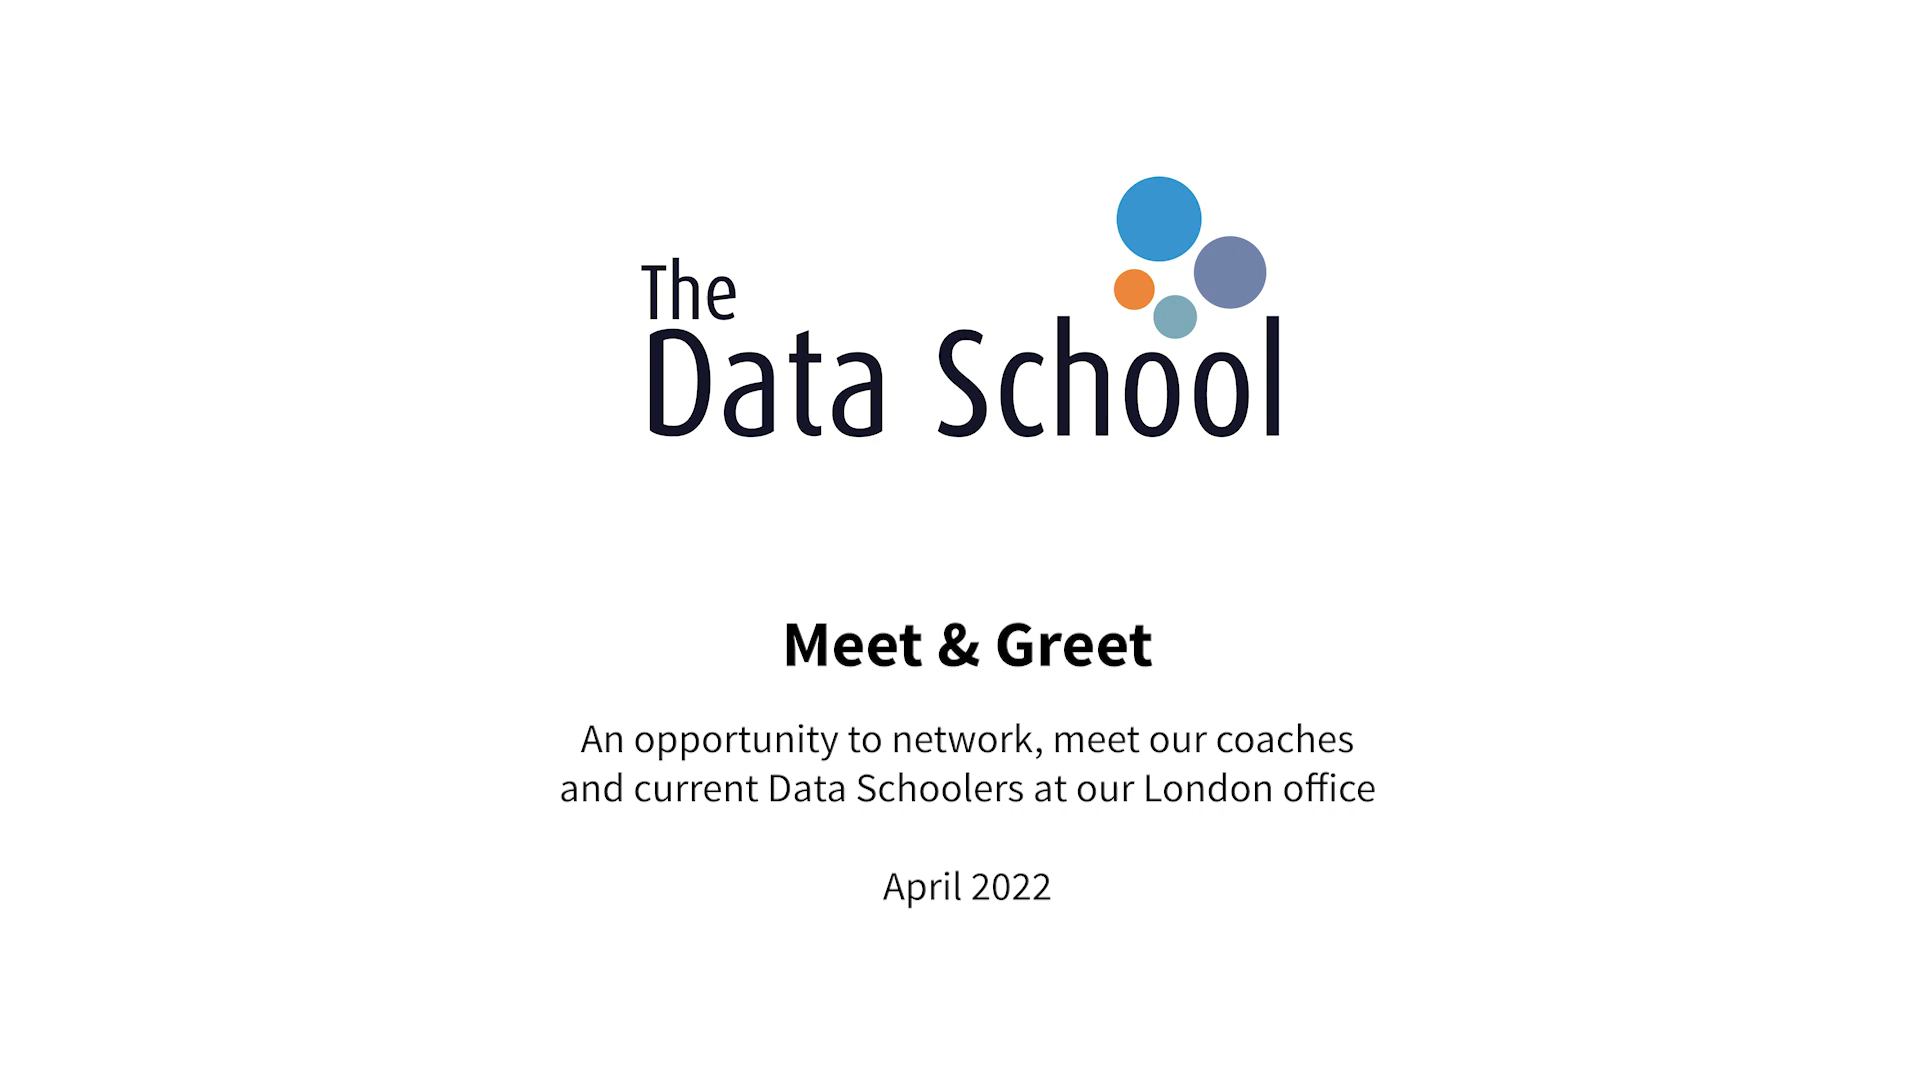 The
Data School
Meet & Greet
An opportunity to network, meet our coaches
and current Data Schoolers at our London office
April 2022